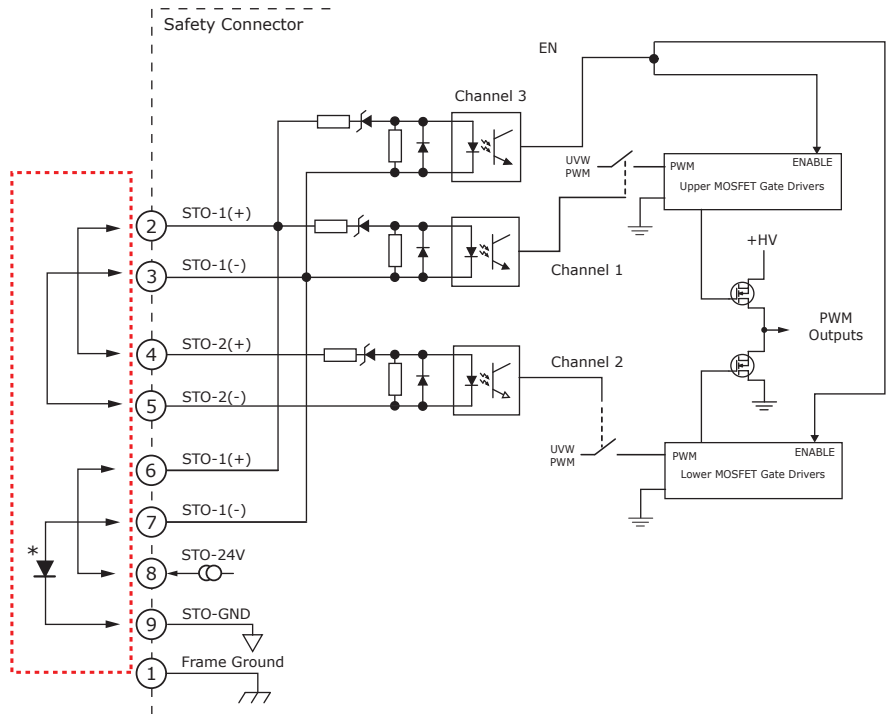 Safety Connector
EN
Channel 3
UVW
PWM
PWM
ENABLE
Upper MOSFET Gate Drivers
2
STO-1(+)
3
STO-1(-)
Channel 1
+HV
PWM
Outputs
4
STO-2(+)
Channel 2
5
STO-2(-)
UVW
PWM
PWM
ENABLE
Lower MOSFET Gate Drivers
6
STO-1(+)
7
STO-1(-)
*
8
STO-24V
9
STO-GND
1
Frame Ground